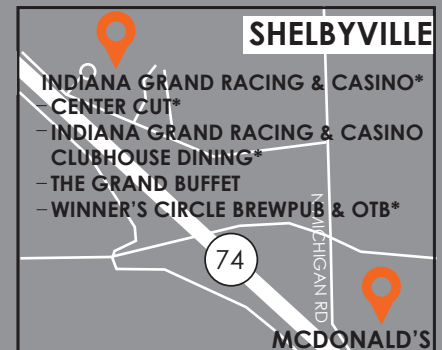 SHELBYVILLE
INDIANA GRAND RACING & CASINO*
– CENTER CUT*
– INDIANA GRAND RACING & CASINO
CLUBHOUSE DINING*
– THE GRAND BUFFET
– WINNER'S CIRCLE BREWPUB & OTB*
N MICHIGAN RD
74
MCDONALD'S